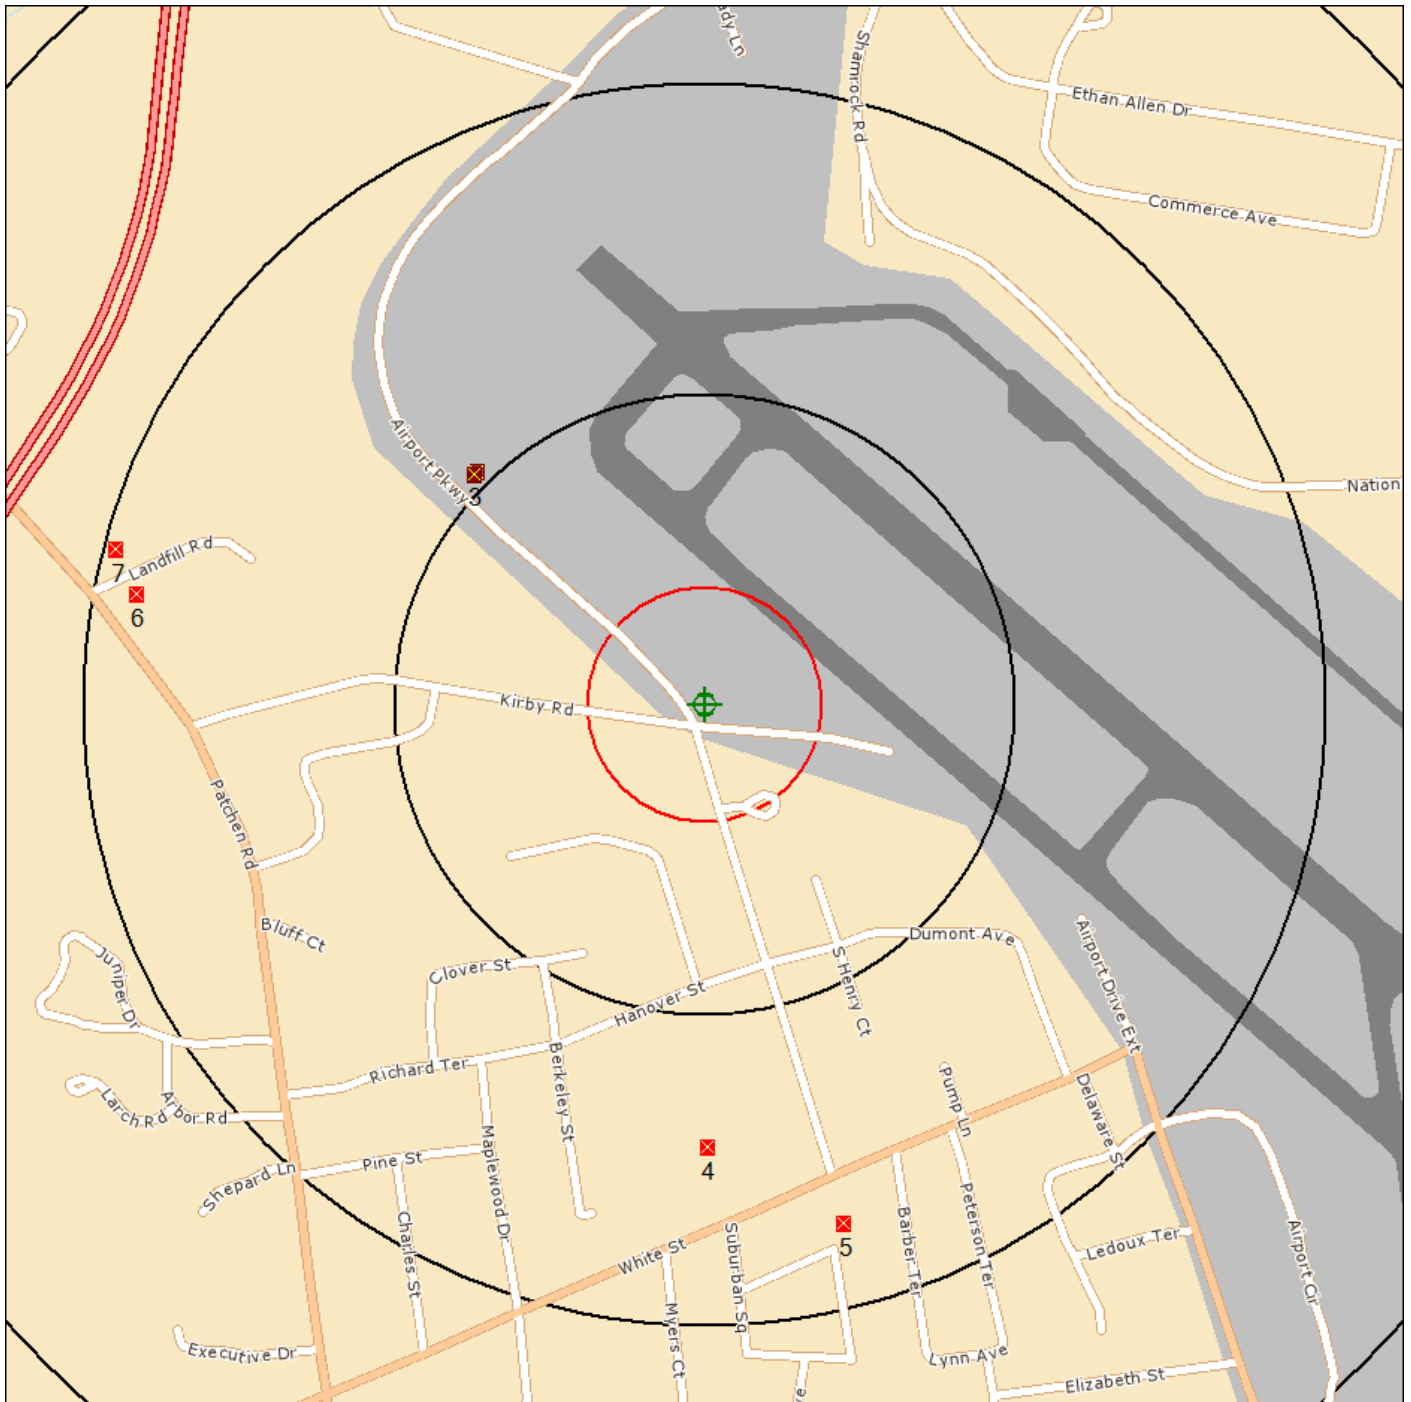 ady Ln
Shamrock Rd
Ethan Allen Dr
Commerce Ave
Airport Pkwy
3
Nation
Landfill Rd
7
6
Kirby Rd
Patchen Rd
Bluff Ct
Juniper Dr
Clover St
Hanover St
Dumont Ave
S Henry Ct
Airport Drive Ext
Richard Ter
Berkeley St
Larch Rd
Arbor Rd
Pump Ln
Delaware St
Maplewood Dr
Pine St
Shepard Ln
4
Charles St
White St
Suburban Sq
5
Barber Ter
Peterson Ter
Ledoux Ter
Airport Cir
Executive Dr
Myers Ct
Lynn Ave
Elizabeth St
ve